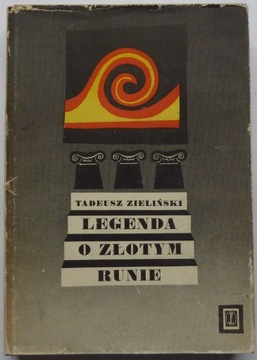 TADEUSZ ZIELIŃSKI
LEGENDA
O ZŁOTYM
RUNIE